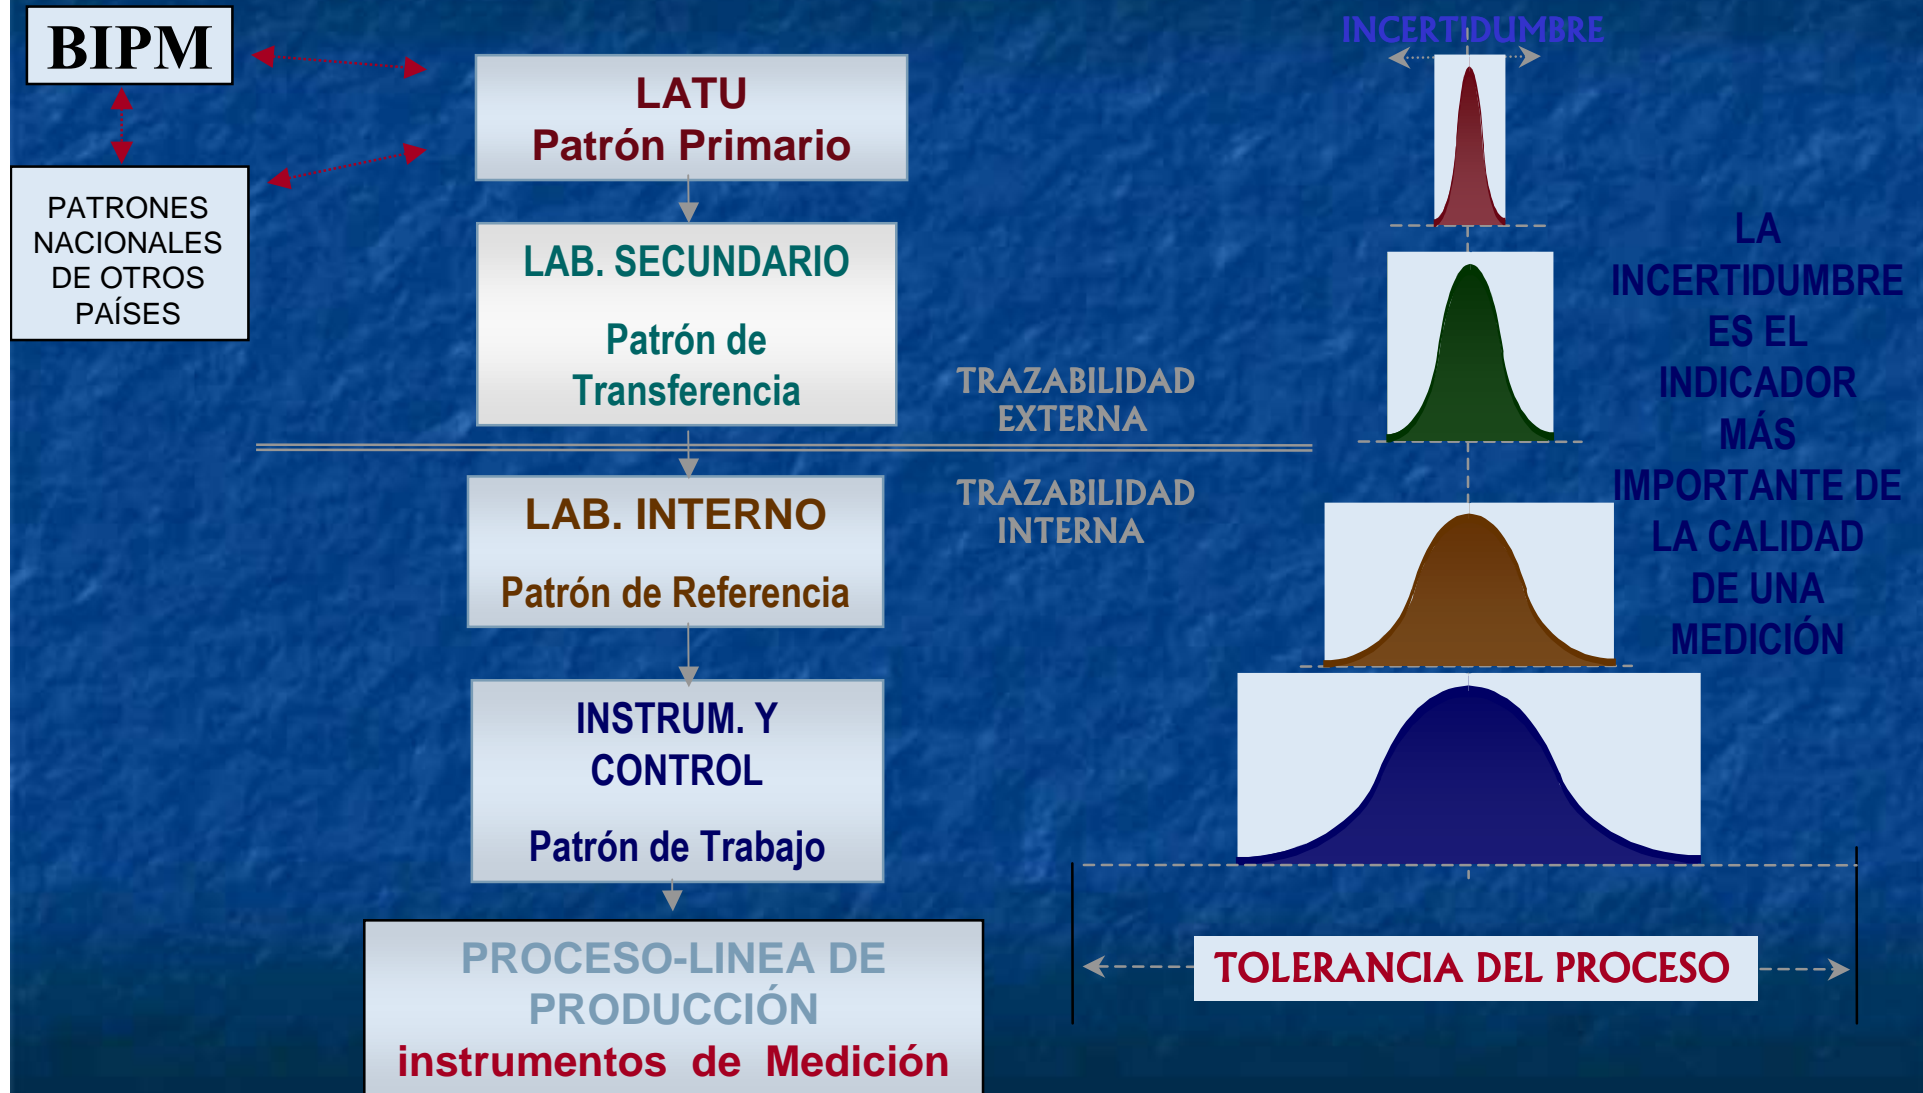 BIPM
PATRONES
NACIONALES
DE OTROS
PAÍSES
LATU
Patrón Primario
LAB. SECUNDARIO
Patrón de
Transferencia
TRAZABILIDAD
EXTERNA
TRAZABILIDAD
INTERNA
LAB. INTERNO
Patrón de Referencia
INSTRUM. Y
CONTROL
Patrón de Trabajo
PROCESO-LINEA DE
PRODUCCIÓN
instrumentos de Medición
INCERTIDUMBRE
LA
INCERTIDUMBRE
ES EL
INDICADOR
MÁS
IMPORTANTE DE
LA CALIDAD
DE UNA
MEDICIÓN
TOLERANCIA DEL PROCESO